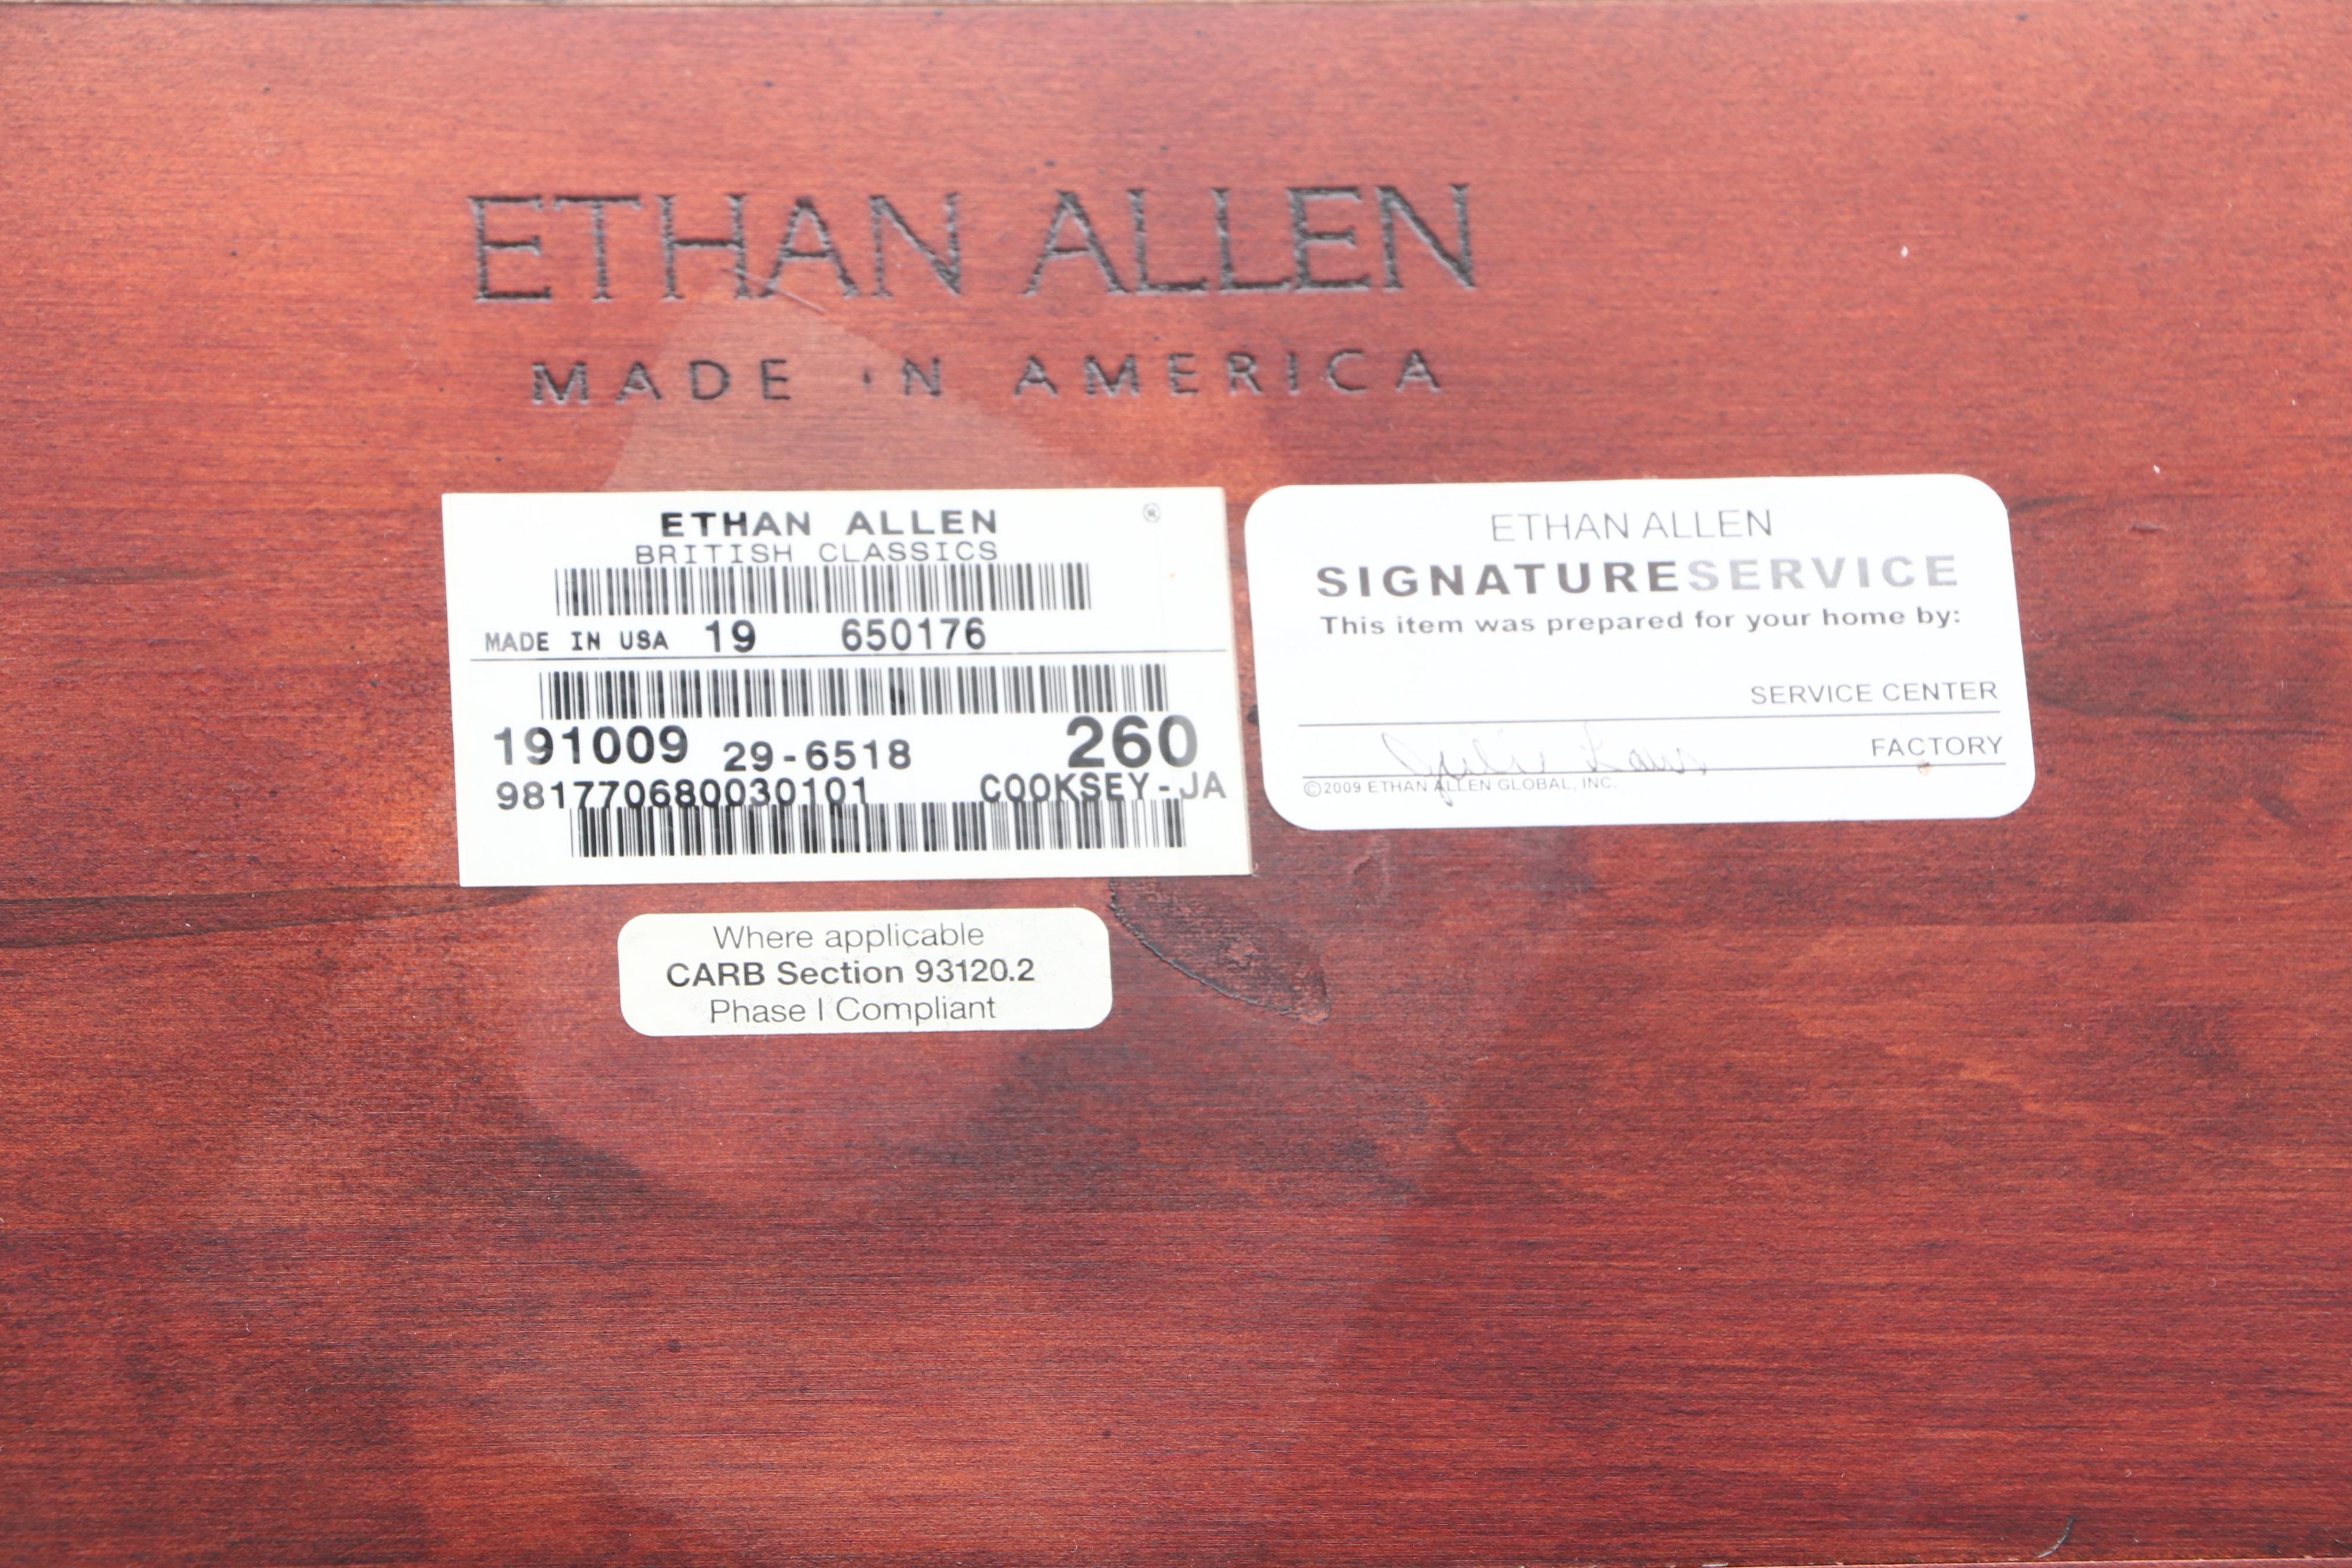 ETHAN ALLEN
MADE IN AMERICA
ETHAN ALLEN ®
BRITISH CLASSICS
MADE IN USA 19 650176
191009 29-6518 260
981770680030101 COOKSEY-JA
ETHAN ALLEN
SIGNATURESERVICE
This item was prepared for your home by:
SERVICE CENTER
Julie FACTORY
©2009 ETHAN ALLEN GLOBAL, INC.
Where applicable
CARB Section 93120.2
Phase I Compliant